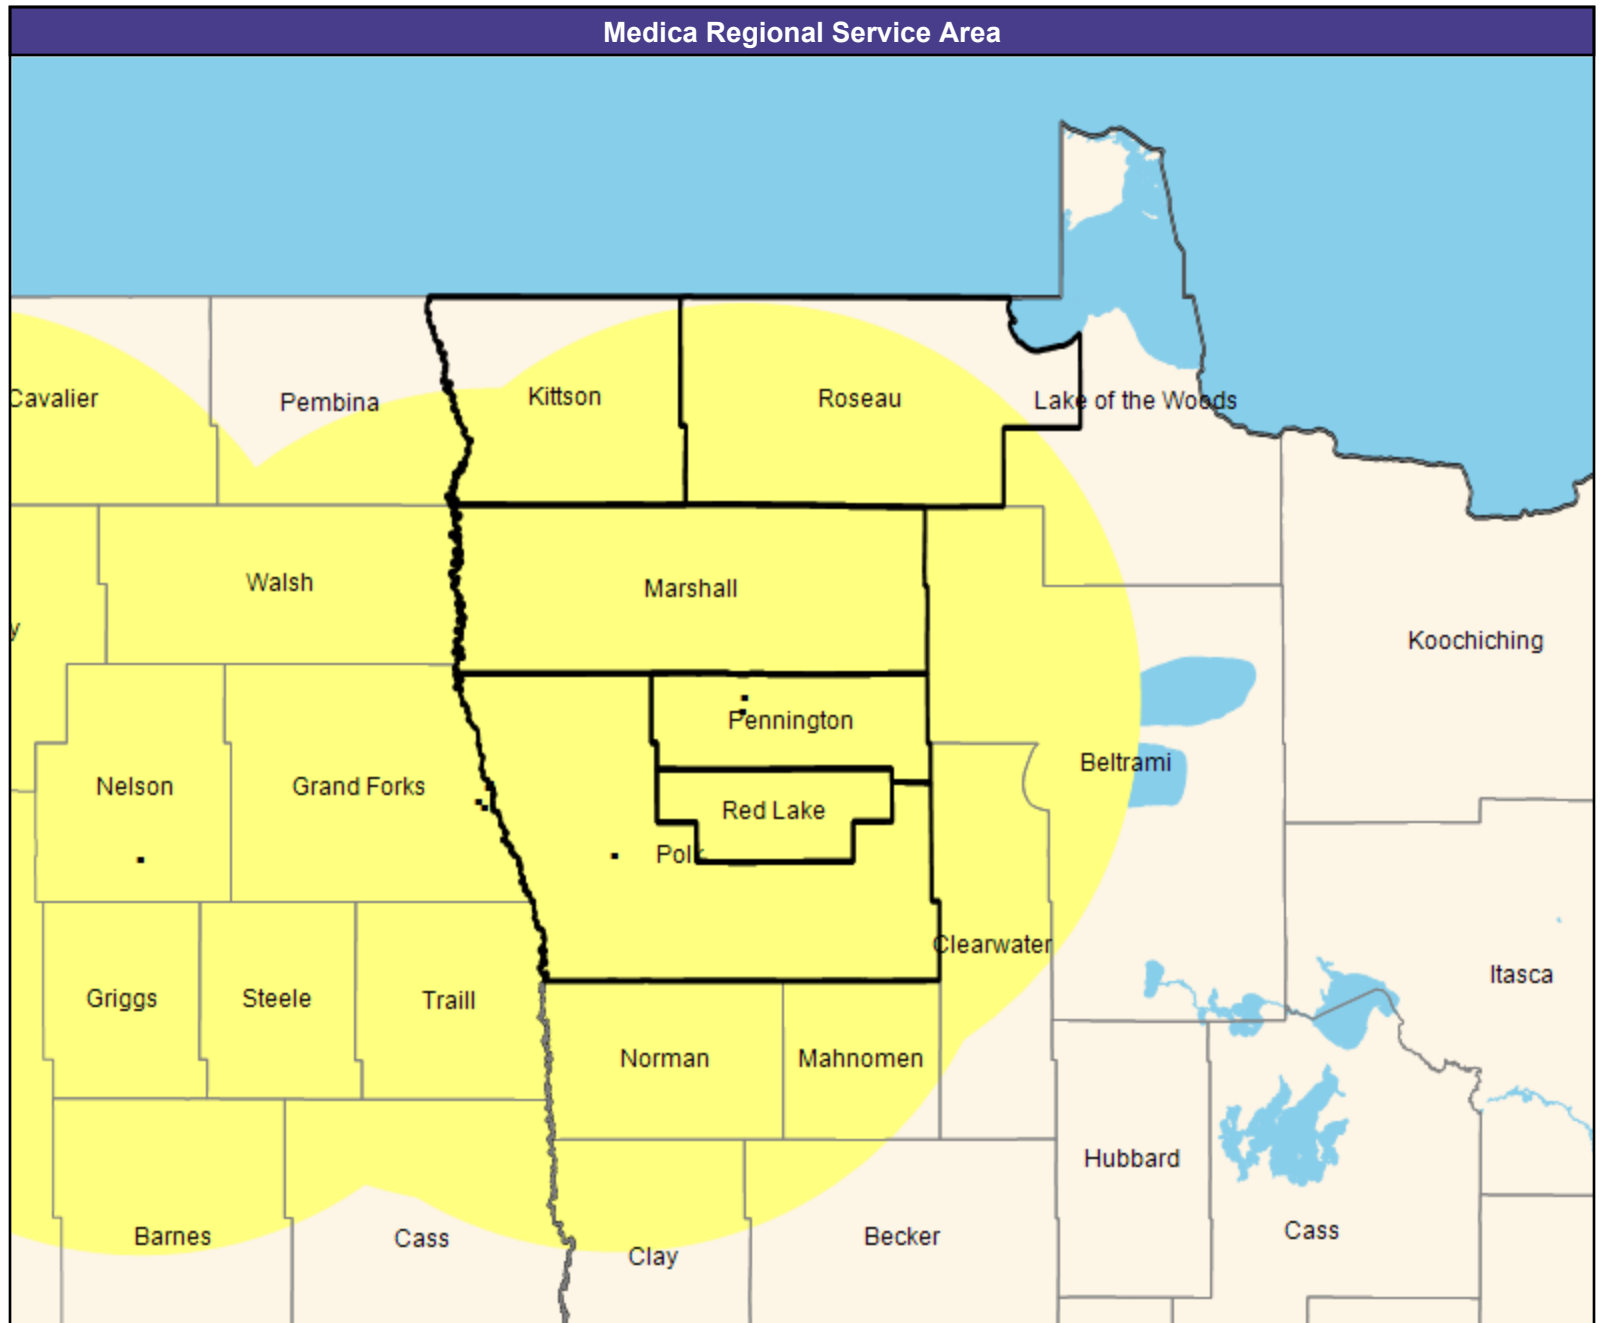 Medica Regional Service Area
Cavalier
Pembina
Kittson
Roseau
Lake of the Woods
Walsh
Marshall
y
Koochiching
Pennington
Beltrami
Nelson
Grand Forks
Red Lake
Polk
Clearwater
Griggs
Steele
Traill
Itasca
Norman
Mahnomen
Hubbard
Barnes
Cass
Clay
Becker
Cass